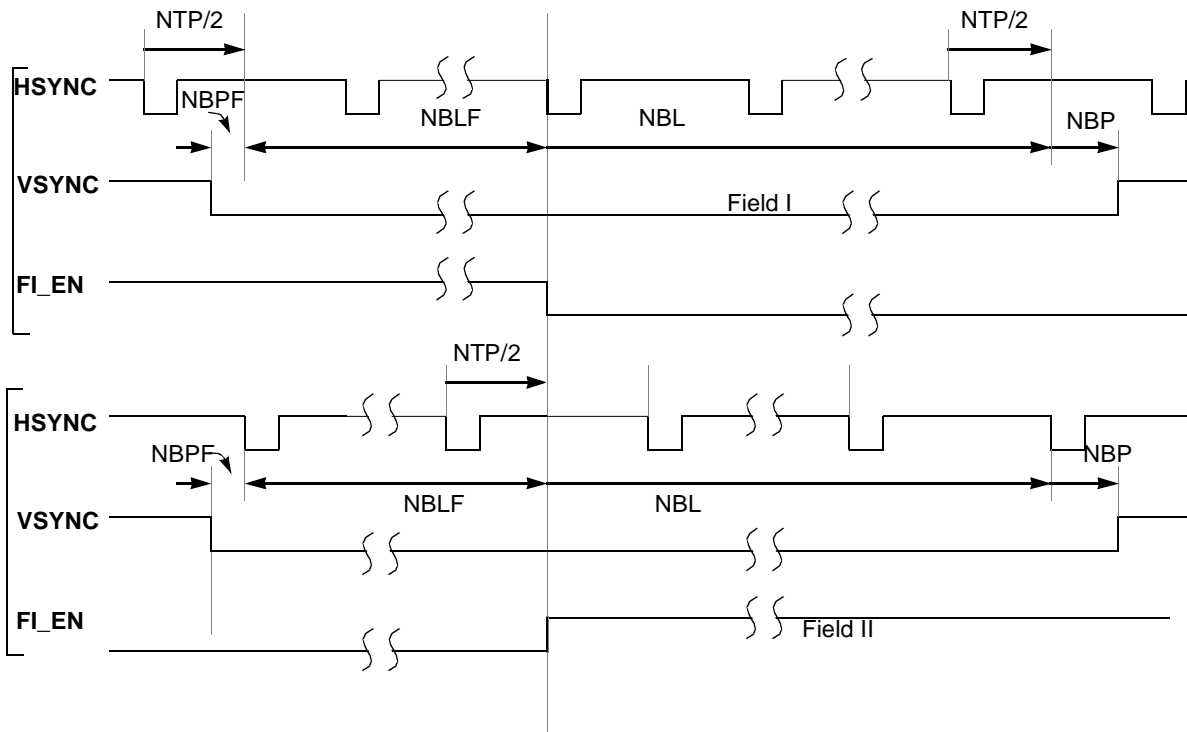 NTP/2 NTP/2
HSYNC
NBPF NBLF NBL NBP
VSYNC
Field I
FI_EN
NTP/2
HSYNC
NBPF NBP
NBLF NBL
VSYNC
FI_EN
Field II